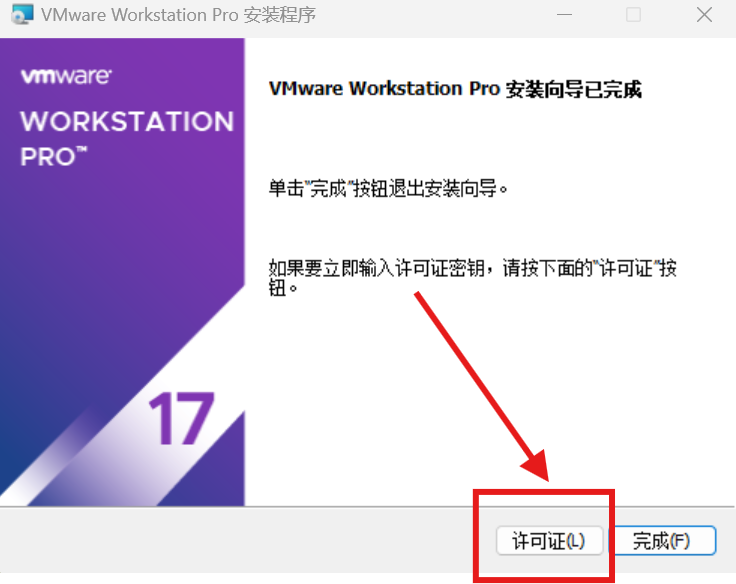 VMware Workstation Pro 安装程序
vmware®
WORKSTATION
PRO™
17
VMware Workstation Pro 安装向导已完成
单击"完成"按钮退出安装向导。
如果要立即输入许可证密钥，请按下面的"许可证"按
钮。
许可证(L)
完成(F)